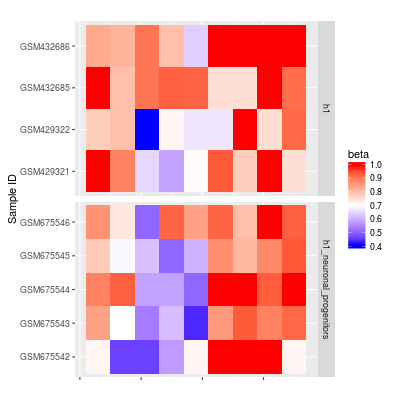 GSM432686
GSM432685
GSM429322
GSM429321
h1
GSM675546
GSM675545
GSM675544
GSM675543
GSM675542
h1_neuronal_progenitors
Sample ID
beta
1.0
0.9
0.8
0.7
0.6
0.5
0.4